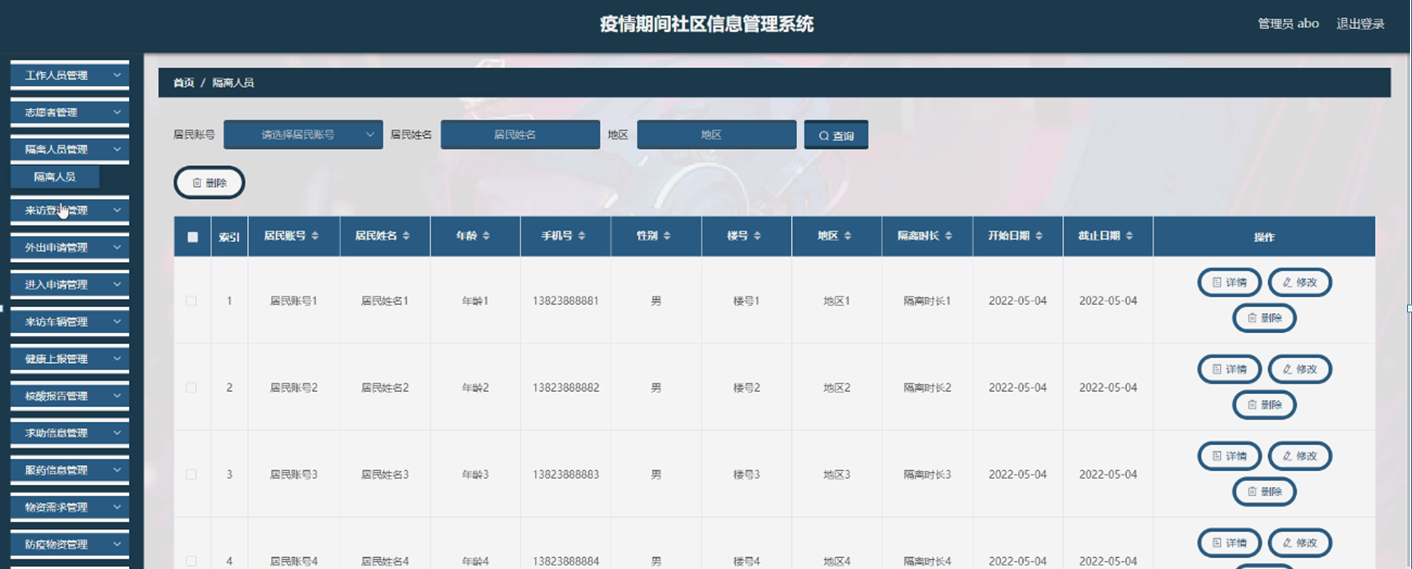 疫情期间社区信息管理系统
管理员 abo 退出登录
工作人员管理
志愿者管理
隔离人员管理
隔离人员
来访登记管理
外出申请管理
进入申请管理
来访车辆管理
健康上报管理
核酸报告管理
求助信息管理
服药信息管理
物资需求管理
防疫物资管理
首页 / 隔离人员
居民账号 请选择居民账号 居民姓名 居民姓名 地区 地区 查询
删除
索引 居民账号 居民姓名 年龄 手机号 性别 楼号 地区 隔离时长 开始日期 截止日期 操作
1 居民账号1 居民姓名1 年龄1 13823888881 男 楼号1 地区1 隔离时长1 2022-05-04 2022-05-04 详情 修改
删除
2 居民账号2 居民姓名2 年龄2 13823888882 男 楼号2 地区2 隔离时长2 2022-05-04 2022-05-04 详情 修改
删除
3 居民账号3 居民姓名3 年龄3 13823888883 男 楼号3 地区3 隔离时长3 2022-05-04 2022-05-04 详情 修改
删除
4 居民账号4 居民姓名4 年龄4 13823888884 男 楼号4 地区4 隔离时长4 2022-05-04 2022-05-04 详情 修改